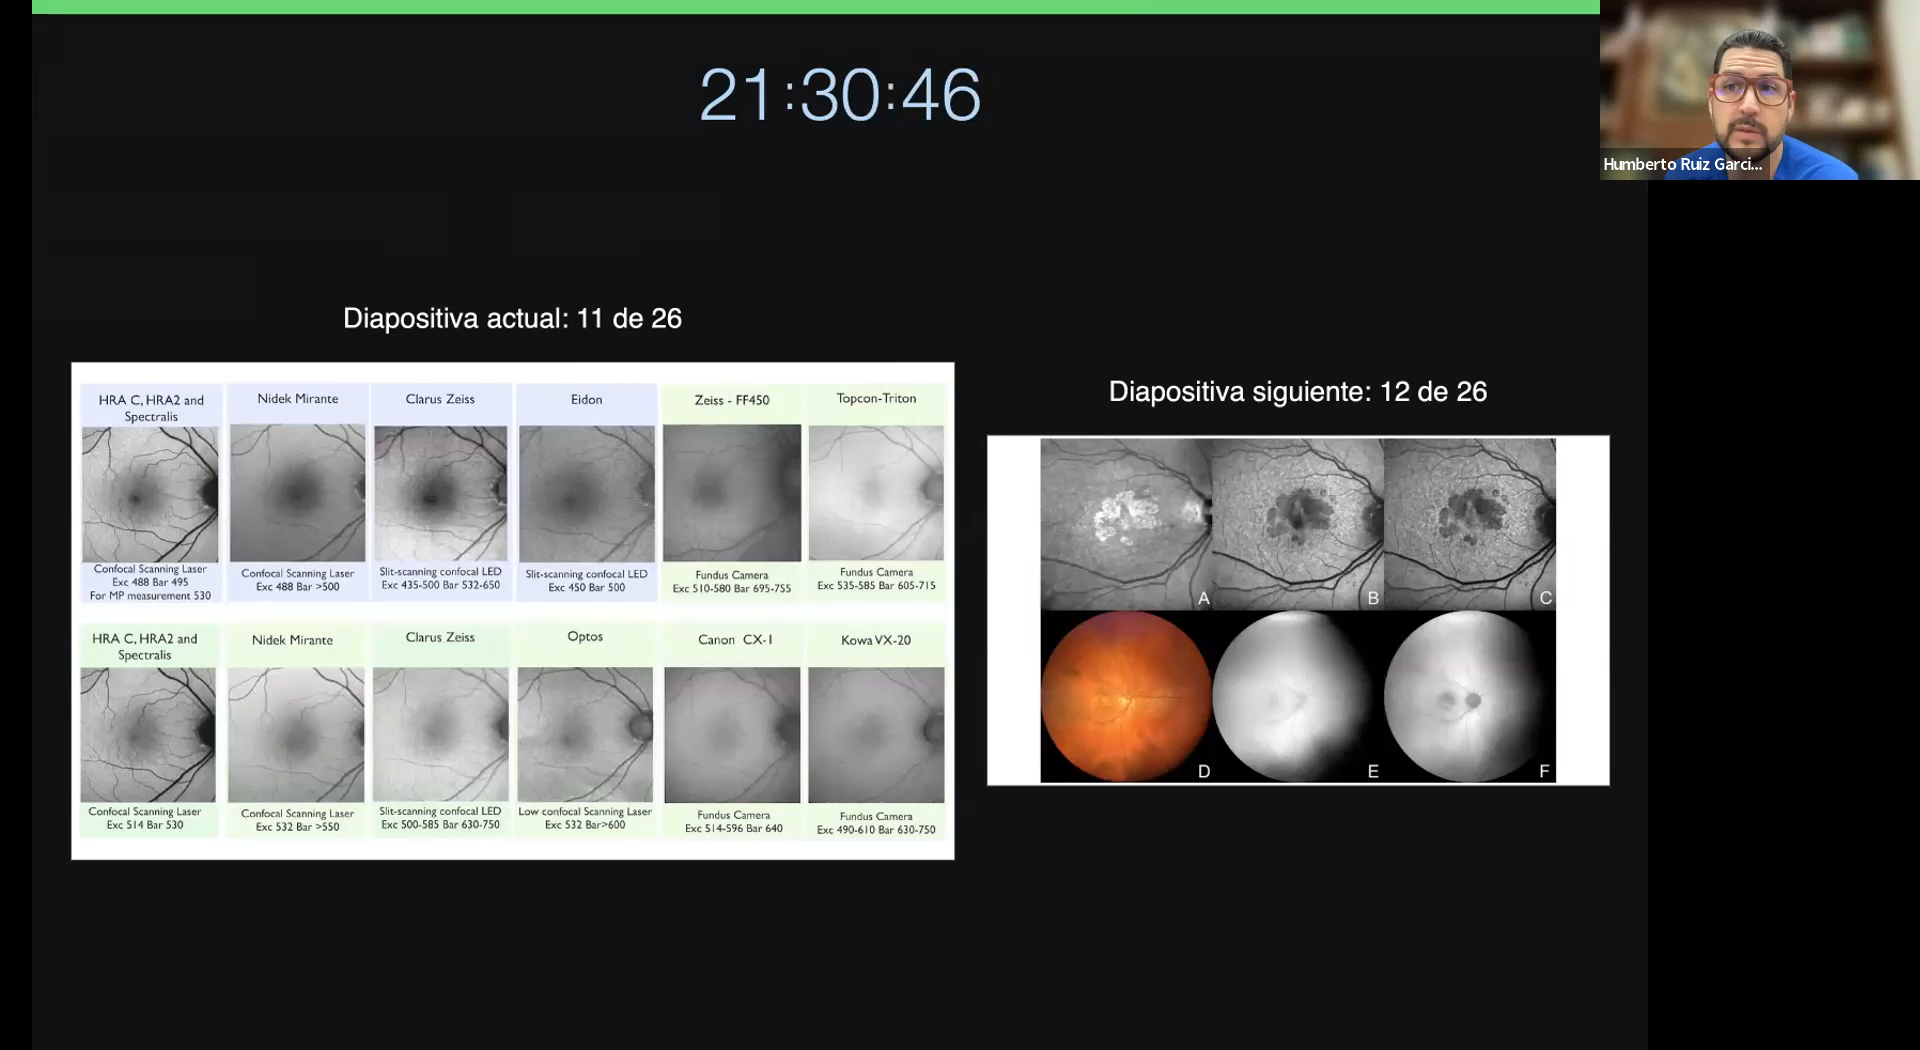 21:30:46
Humberto Ruiz Garci...
Diapositiva actual: 11 de 26
HRA C, HRA2 and
Spectralis
Nidek Mirante
Clarus Zeiss
Eidon
Zeiss - FF450
Topcon-Triton
Confocal Scanning Laser
Exc 488 Bar 495
For MP measurement 530
Confocal Scanning Laser
Exc 488 Bar >500
Slit-scanning confocal LED
Exc 435-500 Bar 532-650
Slit-scanning confocal LED
Exc 450 Bar 500
Fundus Camera
Exc 510-580 Bar 695-755
Fundus Camera
Exc 535-585 Bar 605-715
HRA C, HRA2 and
Spectralis
Nidek Mirante
Clarus Zeiss
Optos
Canon CX-1
Kowa VX-20
Confocal Scanning Laser
Exc 514 Bar 530
Confocal Scanning Laser
Exc 532 Bar >550
Slit-scanning confocal LED
Exc 500-585 Bar 630-750
Low confocal Scanning Laser
Exc 532 Bar>600
Fundus Camera
Exc 514-596 Bar 640
Fundus Camera
Exc 490-610 Bar 630-750
Diapositiva siguiente: 12 de 26
A
B
C
D
E
F